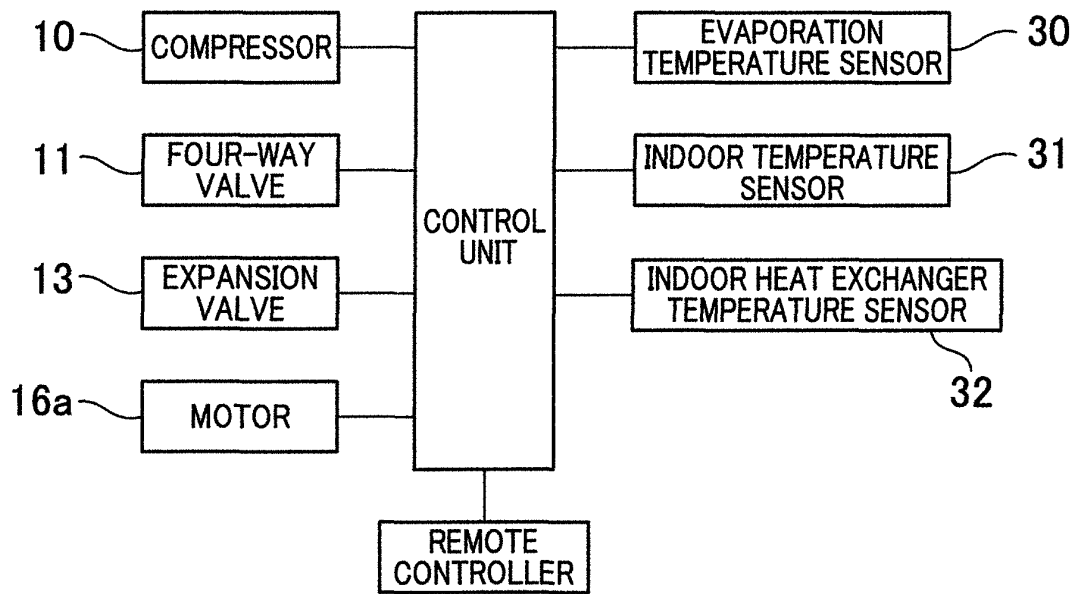 10
COMPRESSOR
11
FOUR-WAY
VALVE
13
EXPANSION
VALVE
16a
MOTOR
CONTROL
UNIT
REMOTE
CONTROLLER
EVAPORATION
TEMPERATURE SENSOR
30
INDOOR TEMPERATURE
SENSOR
31
INDOOR HEAT EXCHANGER
TEMPERATURE SENSOR
32